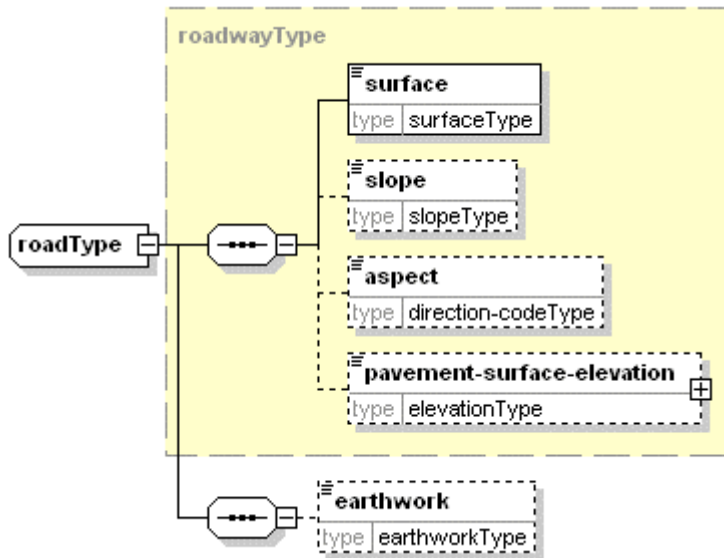 roadwayType
surface
type surfaceType
slope
type slopeType
roadType
aspect
type direction-codeType
pavement-surface-elevation
type elevationType
earthwork
type earthworkType